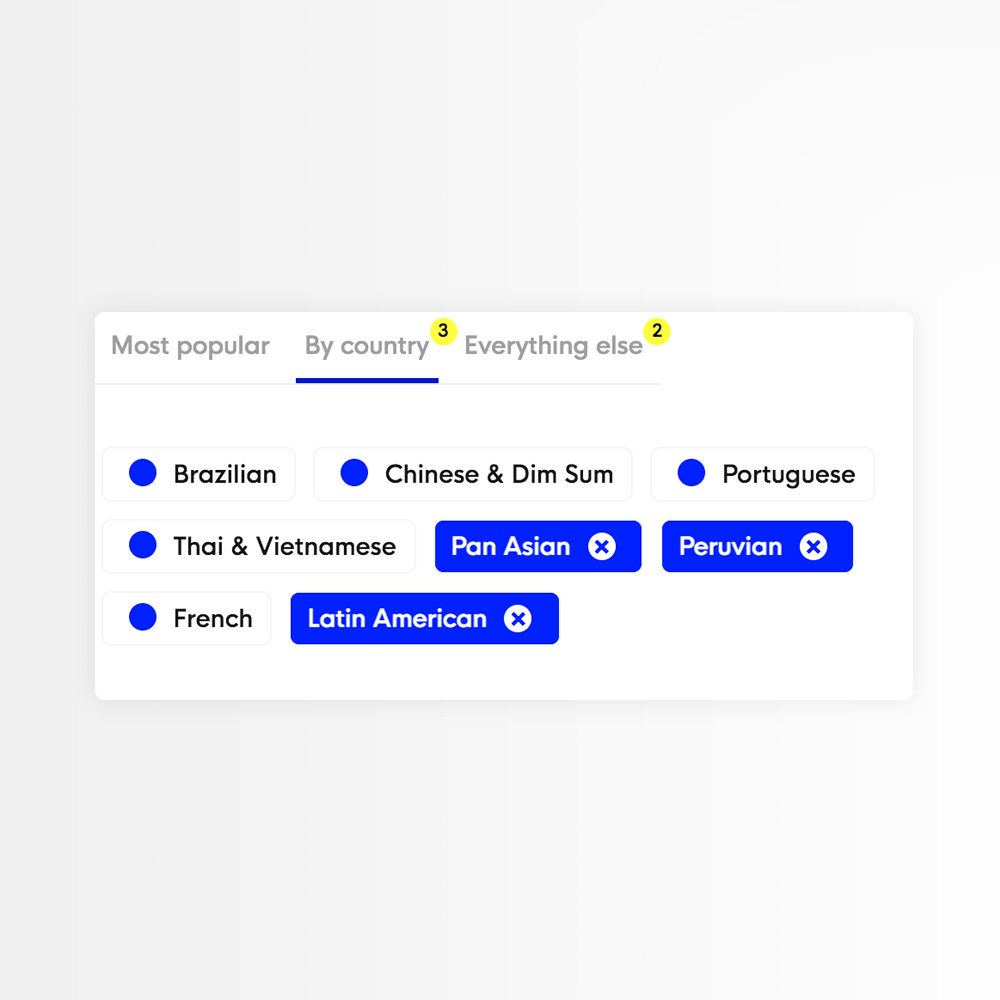 Most popular By country 3 Everything else 2
Brazilian Chinese & Dim Sum Portuguese
Thai & Vietnamese Pan Asian Peruvian
French Latin American